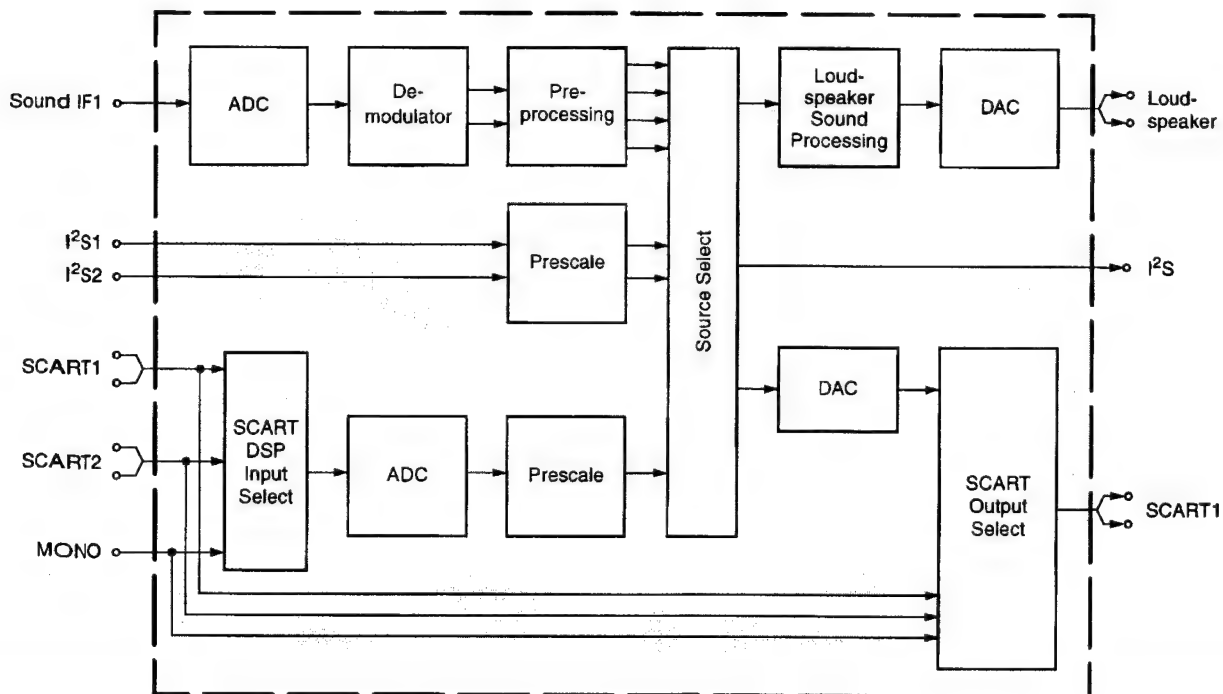 Sound IF1
ADC
De-
modulator
Pre-
processing
Loud-
speaker
Sound
Processing
DAC
Loud-
speaker
I²S1
I²S2
Prescale
Source Select
I²S
SCART1
SCART2
MONO
SCART
DSP
Input
Select
ADC
Prescale
DAC
SCART
Output
Select
SCART1